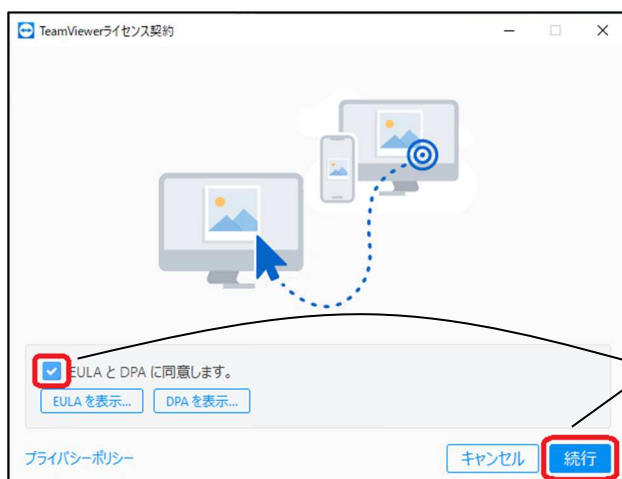 TeamViewerライセンス契約
EULA と DPA に同意します。
EULA を表示...
DPA を表示...
プライバシーポリシー
キャンセル
続行